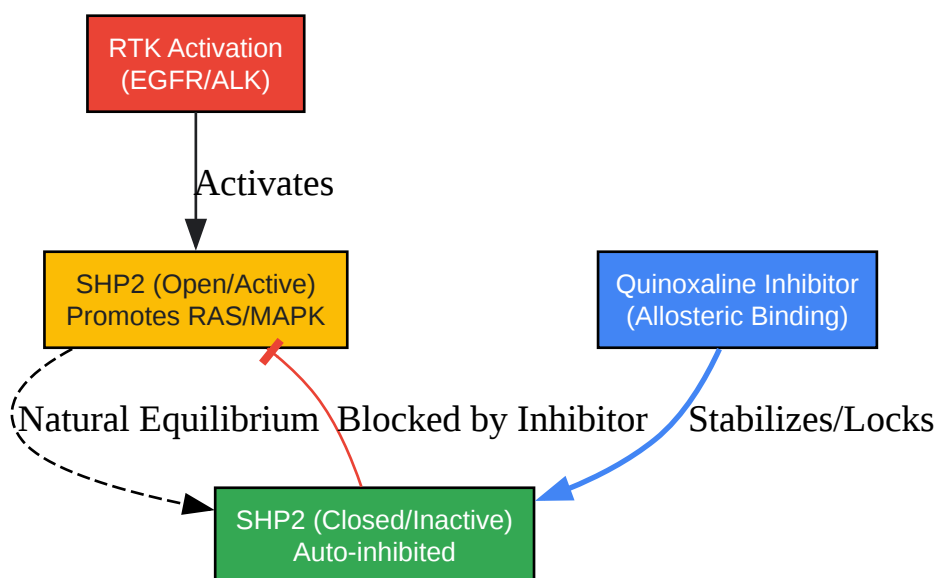 RTK Activation
(EGFR/ALK)
Activates
SHP2 (Open/Active)
Promotes RAS/MAPK
Quinoxaline Inhibitor
(Allosteric Binding)
Natural Equilibrium
Blocked by Inhibitor
Stabilizes/Locks
SHP2 (Closed/Inactive)
Auto-inhibited